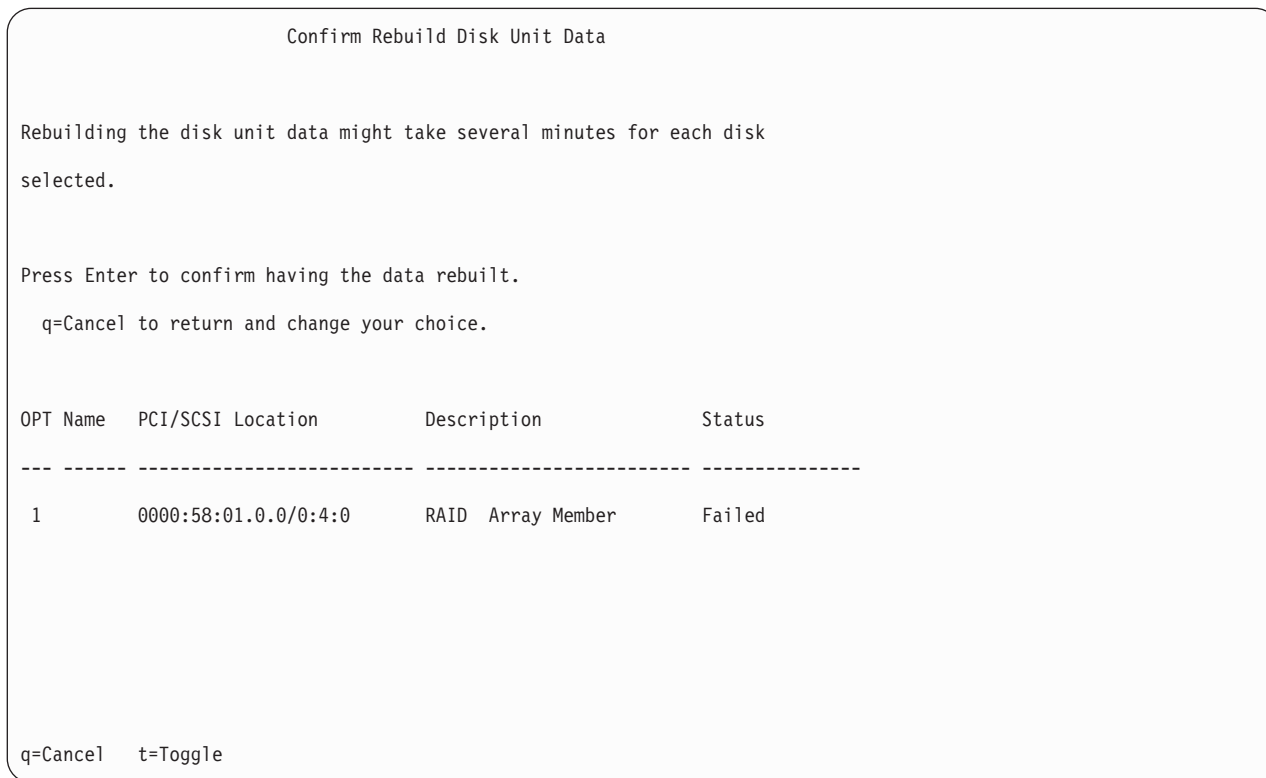 Confirm Rebuild Disk Unit Data
Rebuilding the disk unit data might take several minutes for each disk
selected.
Press Enter to confirm having the data rebuilt.
q=Cancel to return and change your choice.
OPT Name   PCI/SCSI Location          Description               Status
--- ------ -------------------------- ------------------------- ---------------
1          0000:58:01.0.0/0:4:0       RAID  Array Member        Failed
q=Cancel   t=Toggle